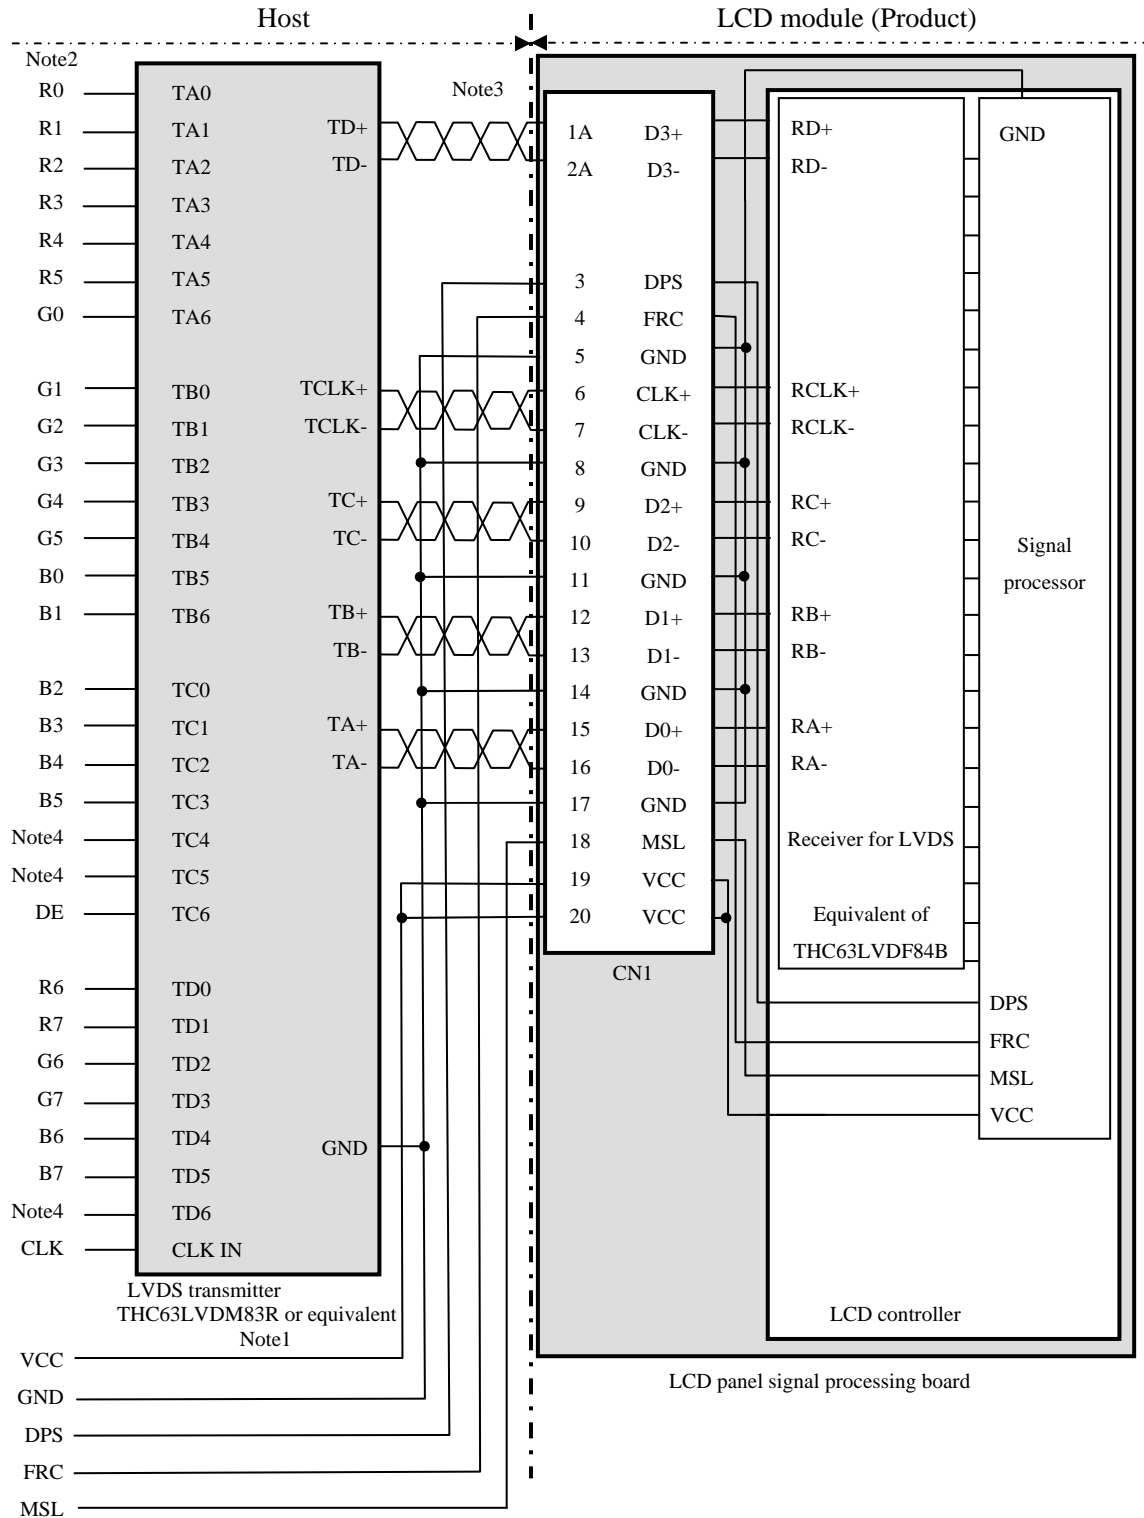 Host
LCD module (Product)
Note2
Note3
R0 TA0
R1 TA1 TD+ 1A D3+ RD+ GND
R2 TA2 TD- 2A D3- RD-
R3 TA3
R4 TA4
R5 TA5 3 DPS
G0 TA6 4 FRC
5 GND
G1 TB0 TCLK+ 6 CLK+ RCLK+
G2 TB1 TCLK- 7 CLK- RCLK-
G3 TB2 8 GND
G4 TB3 TC+ 9 D2+ RC+
G5 TB4 TC- 10 D2- RC- Signal
B0 TB5 11 GND processor
B1 TB6 TB+ 12 D1+ RB+
TB- 13 D1- RB-
B2 TC0 14 GND
B3 TC1 TA+ 15 D0+ RA+
B4 TC2 TA- 16 D0- RA-
B5 TC3 17 GND
Note4 TC4 18 MSL Receiver for LVDS
Note4 TC5 19 VCC
DE TC6 20 VCC Equivalent of
THC63LVDF84B
CN1
R6 TD0 DPS
R7 TD1
G6 TD2 FRC
G7 TD3 MSL
B6 TD4 GND VCC
B7 TD5
Note4 TD6
CLK CLK IN
LVDS transmitter
THC63LVDM83R or equivalent
Note1
LCD controller
VCC
LCD panel signal processing board
GND
DPS
FRC
MSL